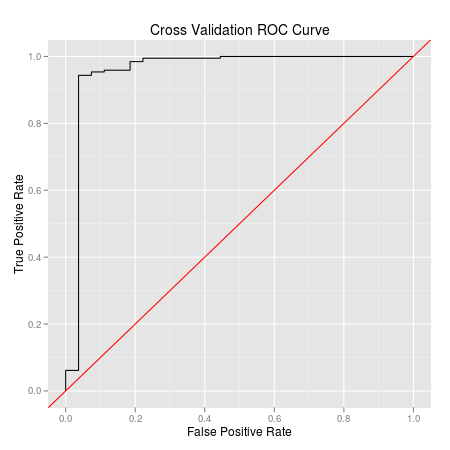 Cross Validation ROC Curve
True Positive Rate
1.0
0.8
0.6
0.4
0.2
0.0
0.0 0.2 0.4 0.6 0.8 1.0
False Positive Rate